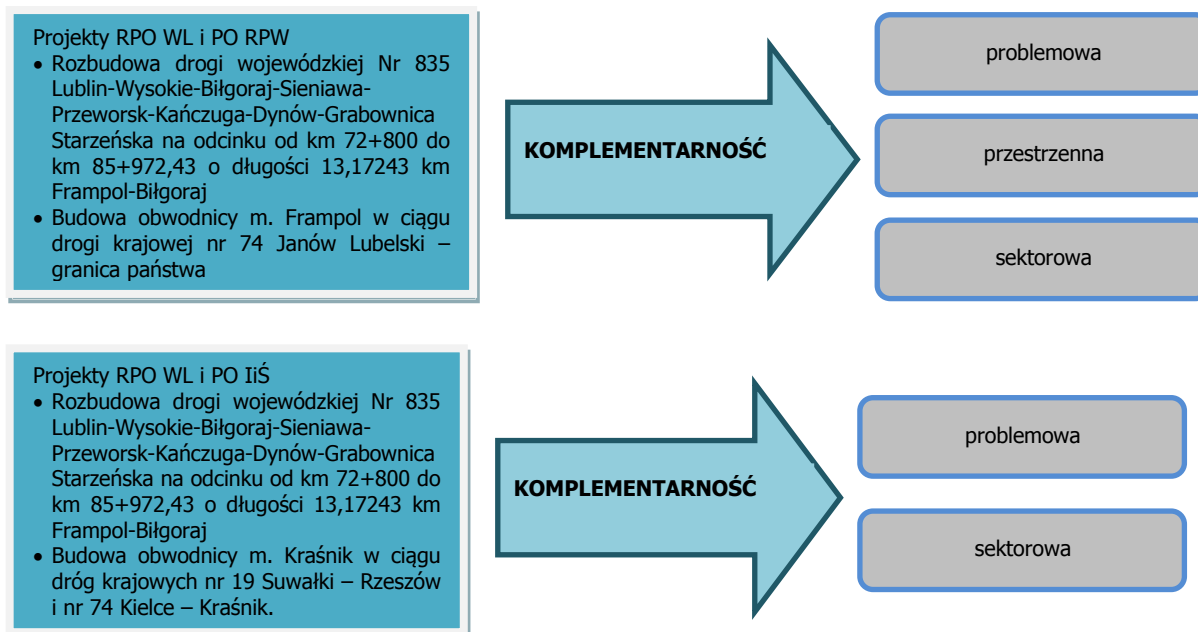 Projekty RPO WL i PO RPW
• Rozbudowa drogi wojewódzkiej Nr 835
Lublin-Wysokie-Biłgoraj-Sieniawa-
Przeworsk-Kańczuga-Dynów-Grabownica
Starzeńska na odcinku od km 72+800 do
km 85+972,43 o długości 13,17243 km
Frampol-Biłgoraj
• Budowa obwodnicy m. Frampol w ciągu
drogi krajowej nr 74 Janów Lubelski –
granica państwa
KOMPLEMENTARNOŚĆ
problemowa
przestrzenna
sektorowa
Projekty RPO WL i PO IiŚ
• Rozbudowa drogi wojewódzkiej Nr 835
Lublin-Wysokie-Biłgoraj-Sieniawa-
Przeworsk-Kańczuga-Dynów-Grabownica
Starzeńska na odcinku od km 72+800 do
km 85+972,43 o długości 13,17243 km
Frampol-Biłgoraj
• Budowa obwodnicy m. Kraśnik w ciągu
dróg krajowych nr 19 Suwałki – Rzeszów
i nr 74 Kielce – Kraśnik.
KOMPLEMENTARNOŚĆ
problemowa
sektorowa